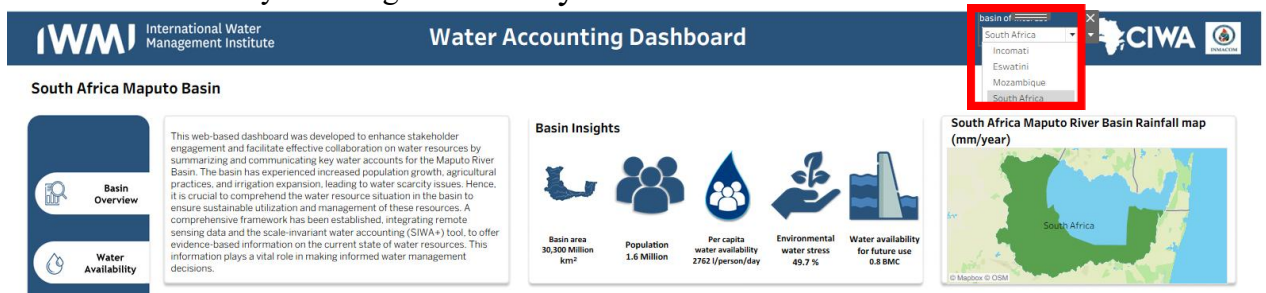 International Water
Management Institute
IWMI
Water Accounting Dashboard
South Africa
Incomati
Eswatini
Mozambique
South Africa
CIWA
INMACOM
South Africa Maputo Basin
Basin
Overview
Water
Availability
This web-based dashboard was developed to enhance stakeholder
engagement and facilitate effective collaboration on water resources by
summarizing and communicating key water accounts for the Maputo River
Basin. The basin has experienced increased population growth, agricultural
practices, and irrigation expansion, leading to water scarcity issues. Hence,
it is crucial to comprehend the water resource situation in the basin to
ensure sustainable utilization and management of these resources. A
comprehensive framework has been established, integrating remote
sensing data and the scale-invariant water accounting (SIWA+) tool, to offer
evidence-based information on the current state of water resources. This
information plays a vital role in making informed water management
decisions.
Basin Insights
Basin area
30,300 Million
km²
Population
1.6 Million
Per capita
water availability
2762 l/person/day
Environmental
water stress
49.7 %
Water availability
for future use
0.8 BMC
South Africa Maputo River Basin Rainfall map
(mm/year)
South Africa
© Mapbox © OSM